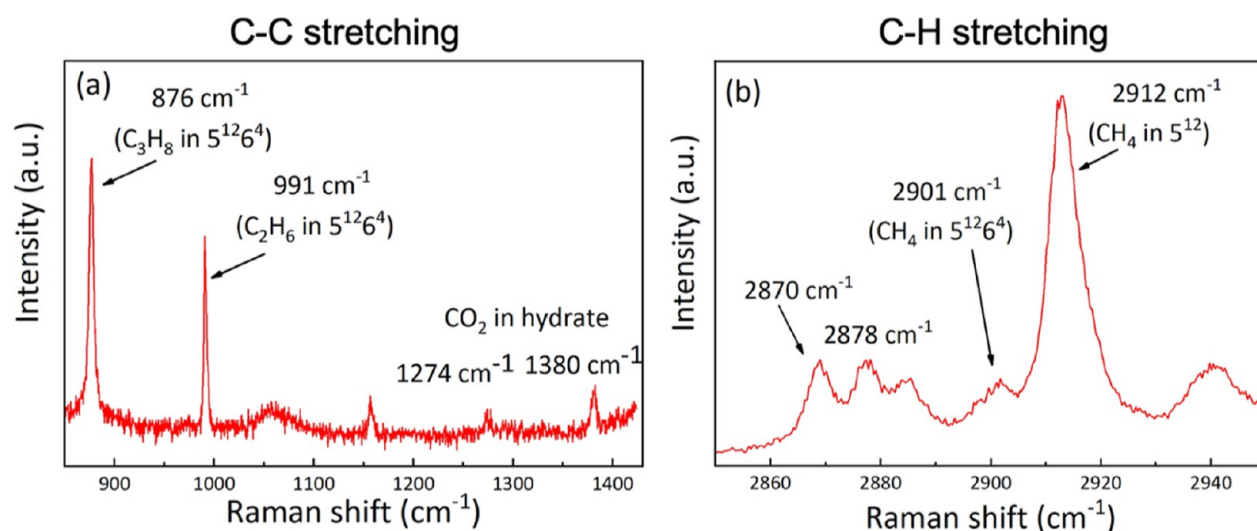 C-C stretching
(a)
876 cm⁻¹
(C₃H₈ in 5¹²6⁴)
991 cm⁻¹
(C₂H₆ in 5¹²6⁴)
CO₂ in hydrate
1274 cm⁻¹ 1380 cm⁻¹
Intensity (a.u.)
900 1000 1100 1200 1300 1400
Raman shift (cm⁻¹)
C-H stretching
(b)
2912 cm⁻¹
(CH₄ in 5¹²)
2901 cm⁻¹
(CH₄ in 5¹²6⁴)
2870 cm⁻¹
2878 cm⁻¹
Intensity (a.u.)
2860 2880 2900 2920 2940
Raman shift (cm⁻¹)